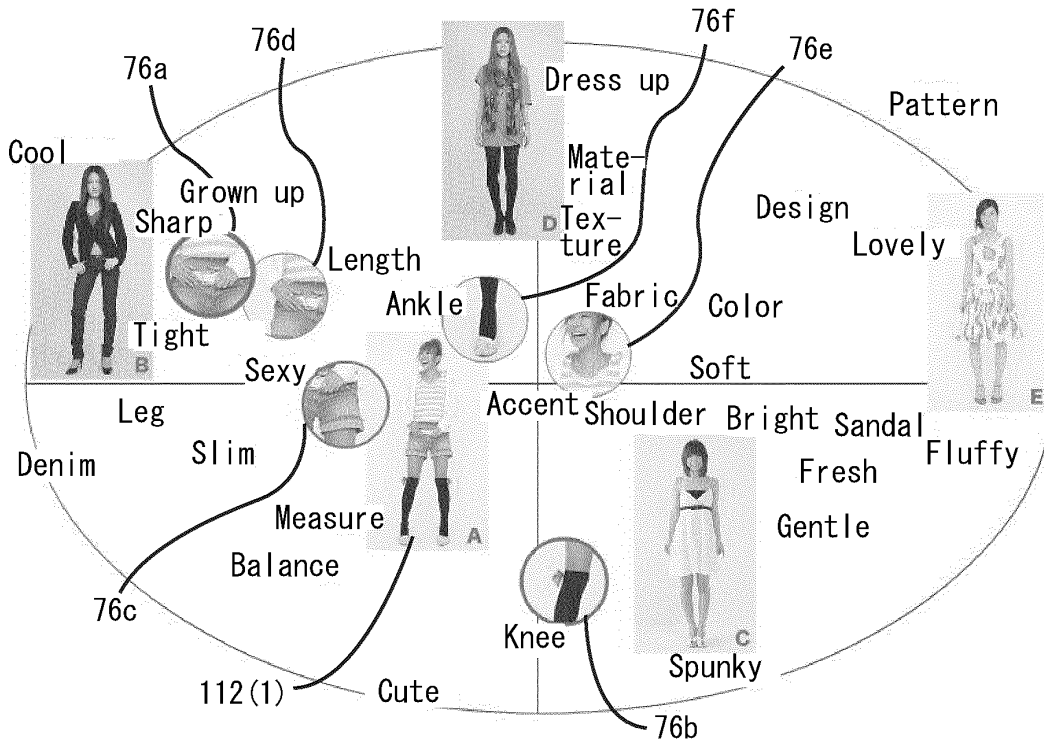 76f
76d
76e
76a
Dress up
Pattern
Cool
Mate-
rial
Grown up
Sharp
Design
D
Tex-
ture
Lovely
Length
Ankle
Fabric
Color
Tight
B
Sexy
Soft
E
Accent
Shoulder
Bright
Sandal
Leg
Slim
Denim
Fluffy
Fresh
Measure
A
Gentle
Balance
76c
Knee
C
Spunky
112(1)
Cute
76b